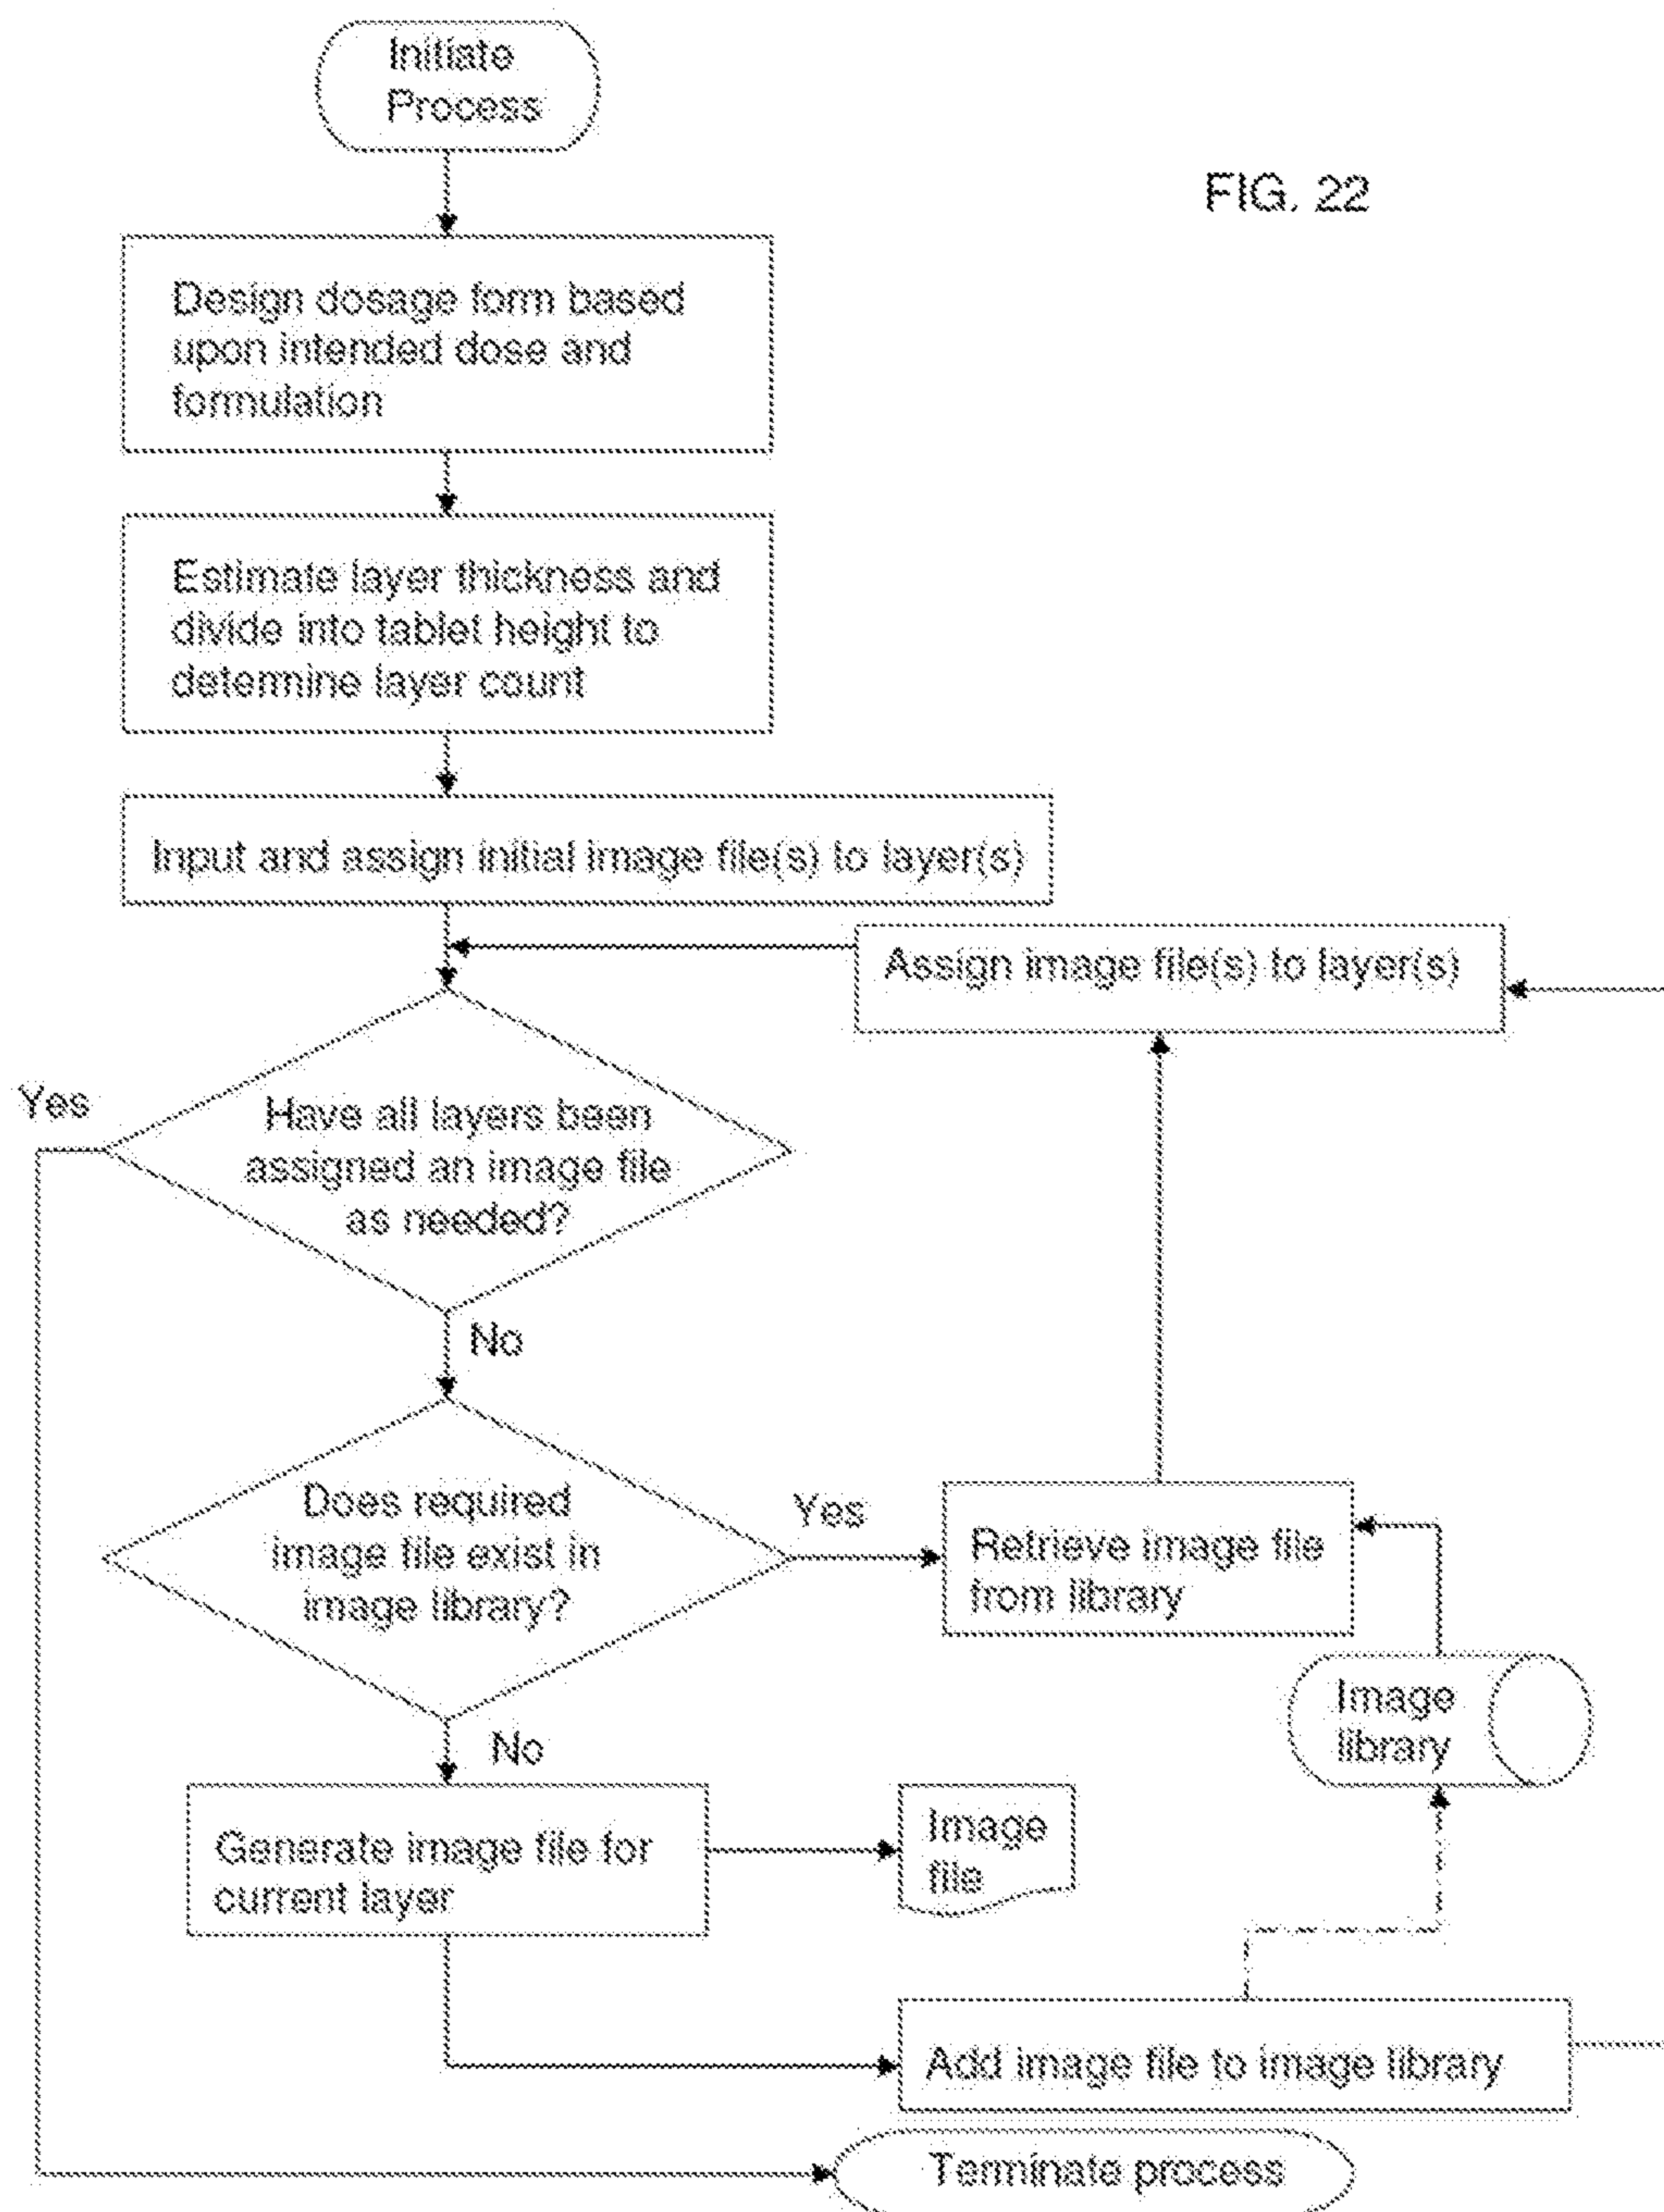 Initiate
Process
FIG. 22
Design dosage form based
upon intended dose and
formulation
Estimate layer thickness and
divide into tablet height to
determine layer count
Input and assign initial image file(s) to layer(s)
Assign image file(s) to layer(s)
Yes
Have all layers been
assigned an image file
as needed?
No
Does required
image file exist in
image library?
Yes
Retrieve image file
from library
Image
library
No
Generate image file for
current layer
Image
file
Add image file to image library
Terminate process